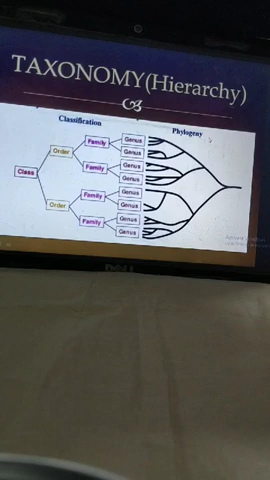 TAXONOMY(Hierarchy)
Classification
Phylogeny
Class
Order
Order
Family
Family
Family
Family
Genus
Genus
Genus
Genus
Genus
Genus
Genus
Genus
DELL